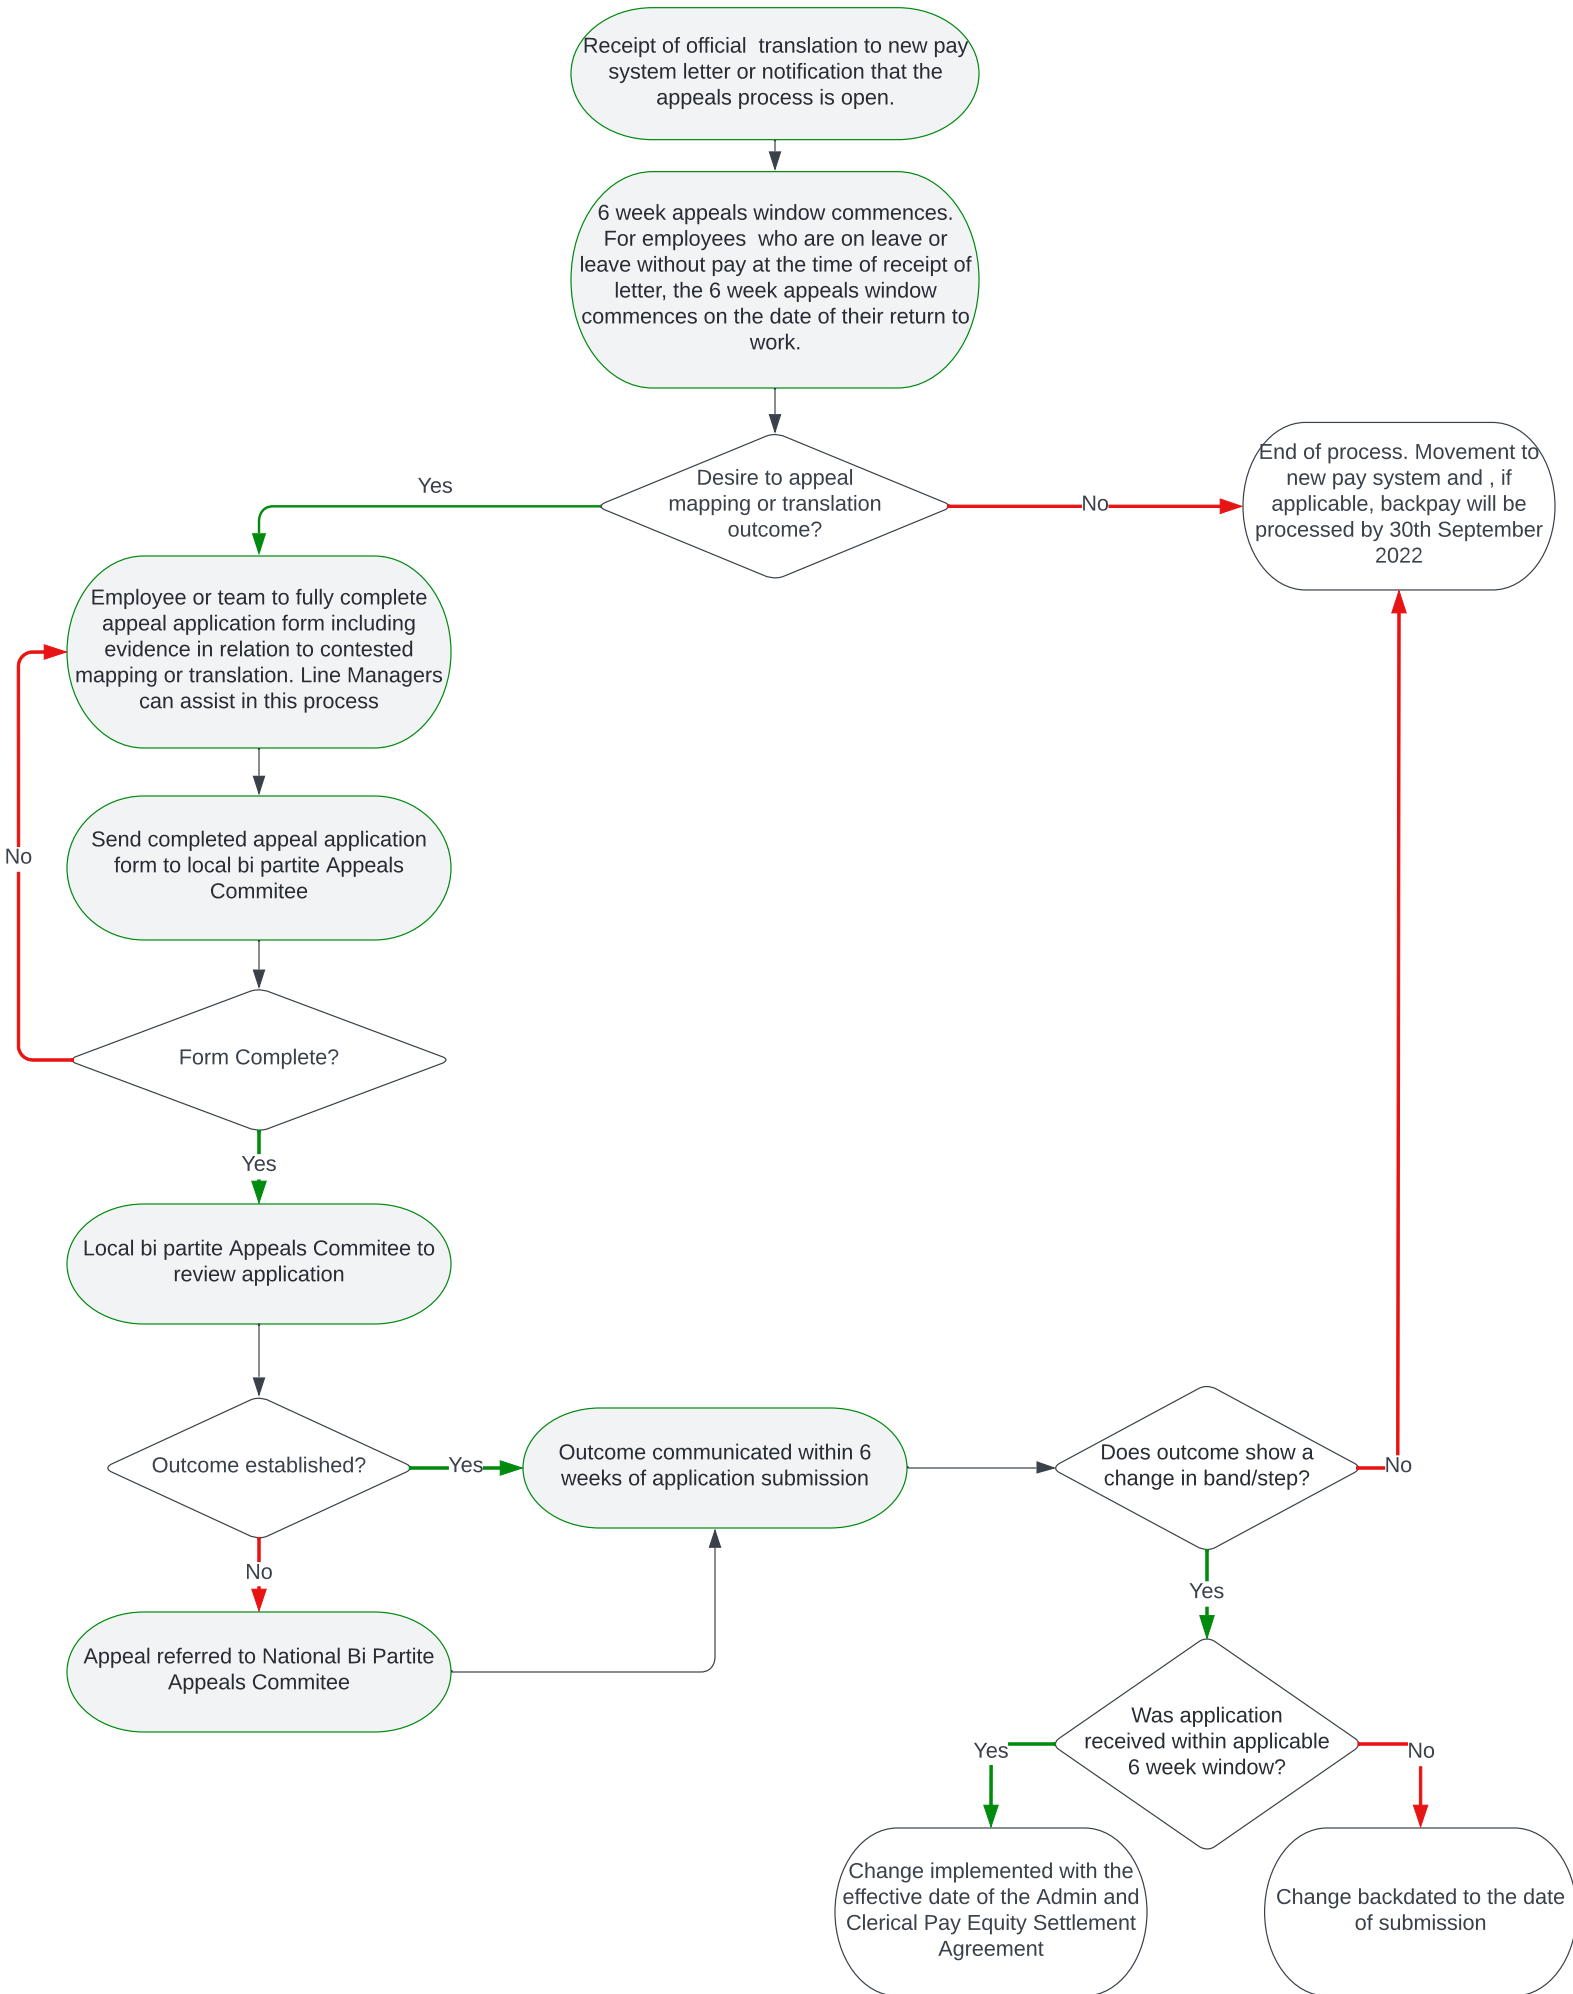 Receipt of official  translation to new pay
system letter or notification that the
appeals process is open.
6 week appeals window commences.
For employees  who are on leave or
leave without pay at the time of receipt of
letter, the 6 week appeals window
commences on the date of their return to
work.
Desire to appeal
mapping or translation
outcome?
Yes
No
End of process. Movement to
new pay system and , if
applicable, backpay will be
processed by 30th September
2022
Employee or team to fully complete
appeal application form including
evidence in relation to contested
mapping or translation. Line Managers
can assist in this process
Send completed appeal application
form to local bi partite Appeals
Commitee
No
Form Complete?
Yes
Local bi partite Appeals Commitee to
review application
Outcome established?
Yes
Outcome communicated within 6
weeks of application submission
Does outcome show a
change in band/step?
No
No
Yes
Appeal referred to National Bi Partite
Appeals Commitee
Was application
received within applicable
6 week window?
Yes
No
Change implemented with the
effective date of the Admin and
Clerical Pay Equity Settlement
Agreement
Change backdated to the date
of submission